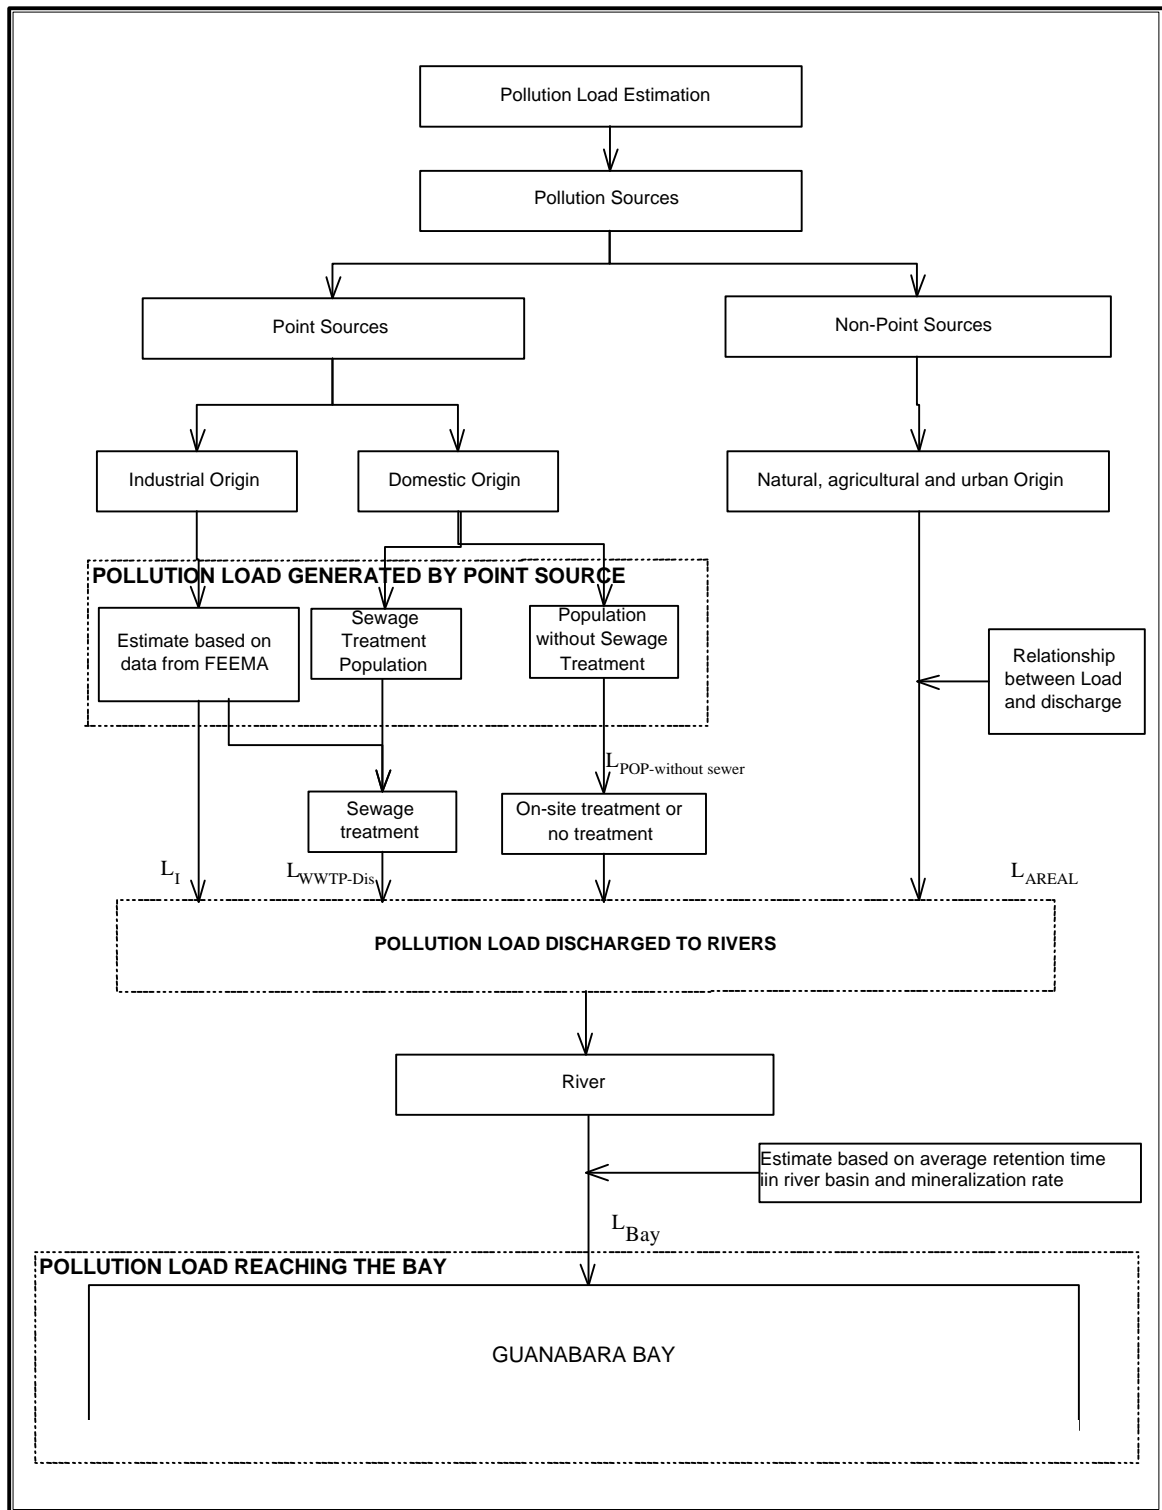 Pollution Load Estimation
Pollution Sources
Point Sources
Non-Point Sources
Industrial Origin
Domestic Origin
Natural, agricultural and urban Origin
POLLUTION LOAD GENERATED BY POINT SOURCE
Estimate based on
data from FEEMA
Sewage
Treatment
Population
Population
without Sewage
Treatment
Relationship
between Load
and discharge
LPOP-without sewer
Sewage
treatment
On-site treatment or
no treatment
LI
LWWTP-Dis
LAREAL
POLLUTION LOAD DISCHARGED TO RIVERS
River
Estimate based on average retention time
iin river basin and mineralization rate
LBay
POLLUTION LOAD REACHING THE BAY
GUANABARA BAY